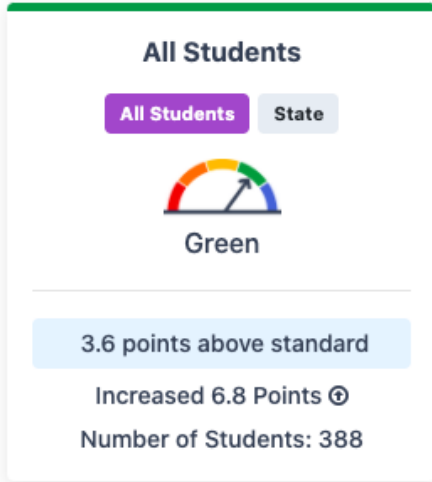 All Students
All Students State
Green
3.6 points above standard
Increased 6.8 Points
Number of Students: 388